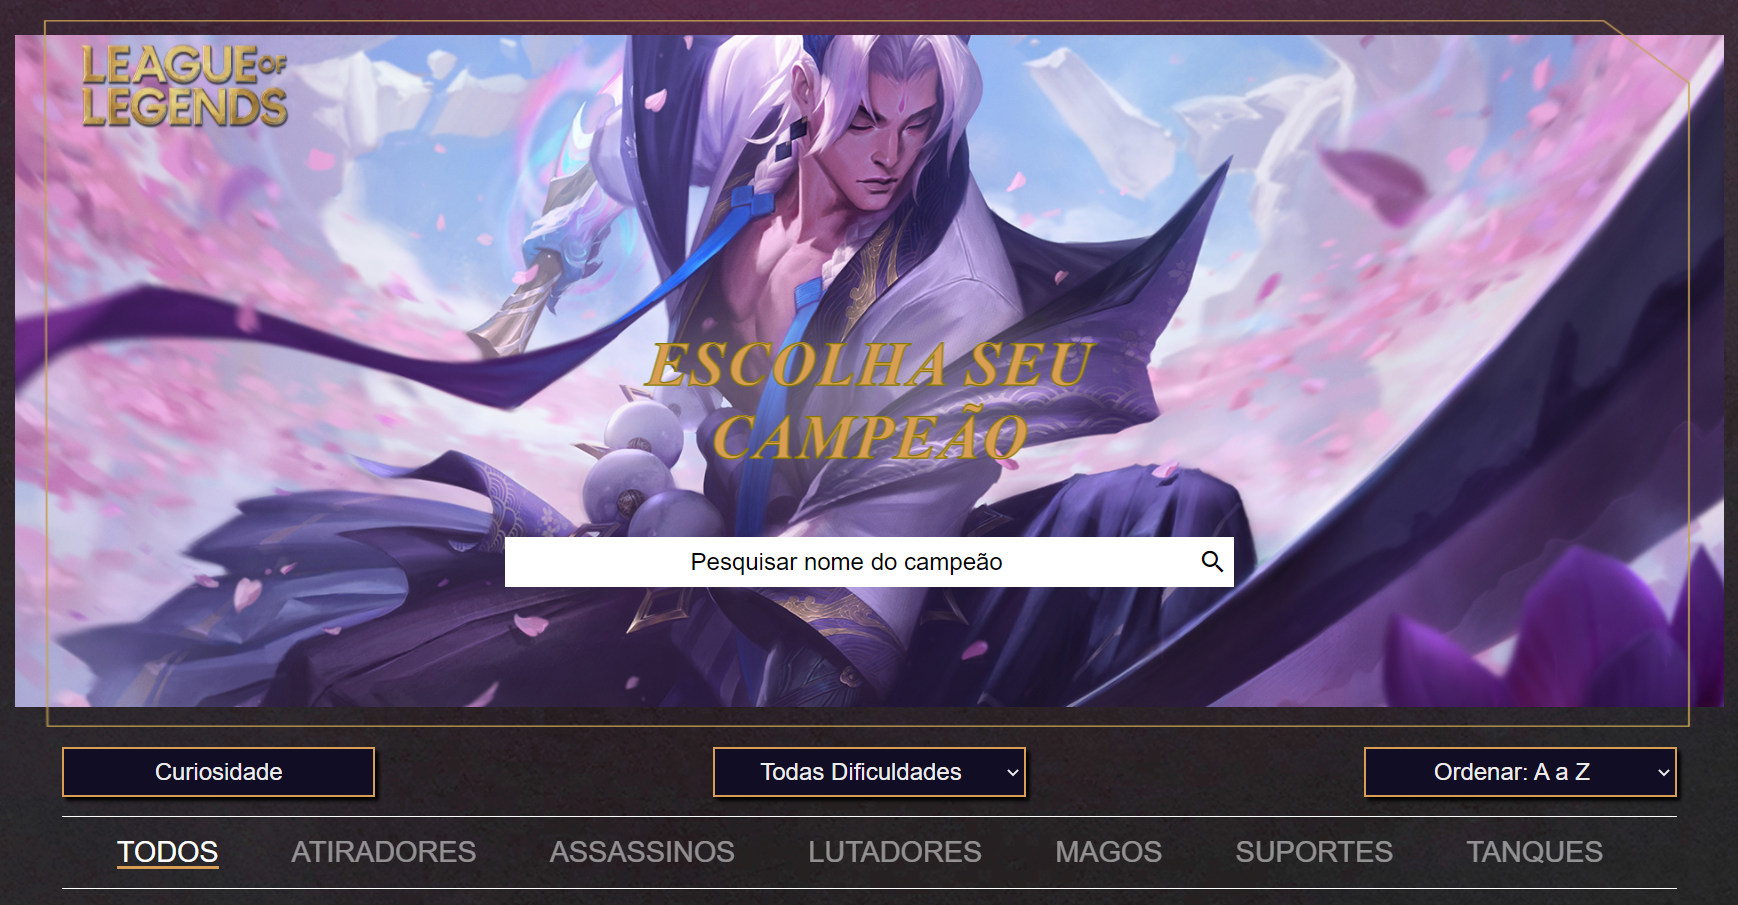 LEAGUE OF
LEGENDS
ESCOLHA SEU
CAMPEÃO
Pesquisar nome do campeão
Curiosidade
Todas Dificuldades
Ordenar: A a Z
TODOS ATIRADORES ASSASSINOS LUTADORES MAGOS SUPORTES TANQUES